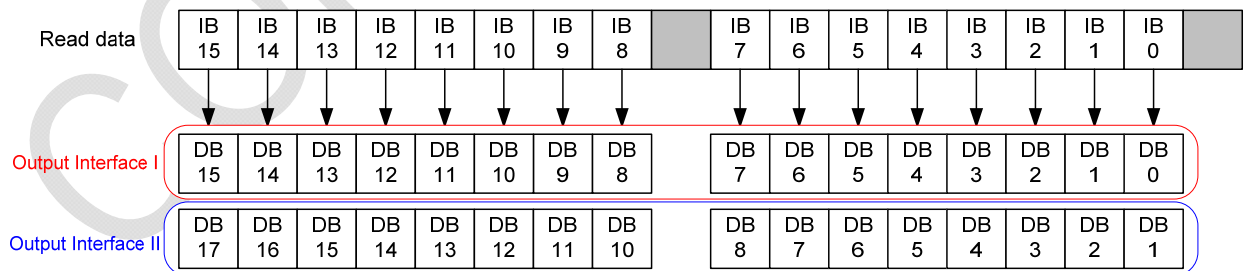 Read data IB 15 IB 14 IB 13 IB 12 IB 11 IB 10 IB 9 IB 8 IB 7 IB 6 IB 5 IB 4 IB 3 IB 2 IB 1 IB 0
Output Interface I DB 15 DB 14 DB 13 DB 12 DB 11 DB 10 DB 9 DB 8 DB 7 DB 6 DB 5 DB 4 DB 3 DB 2 DB 1 DB 0
Output Interface II DB 17 DB 16 DB 15 DB 14 DB 13 DB 12 DB 11 DB 10 DB 8 DB 7 DB 6 DB 5 DB 4 DB 3 DB 2 DB 1